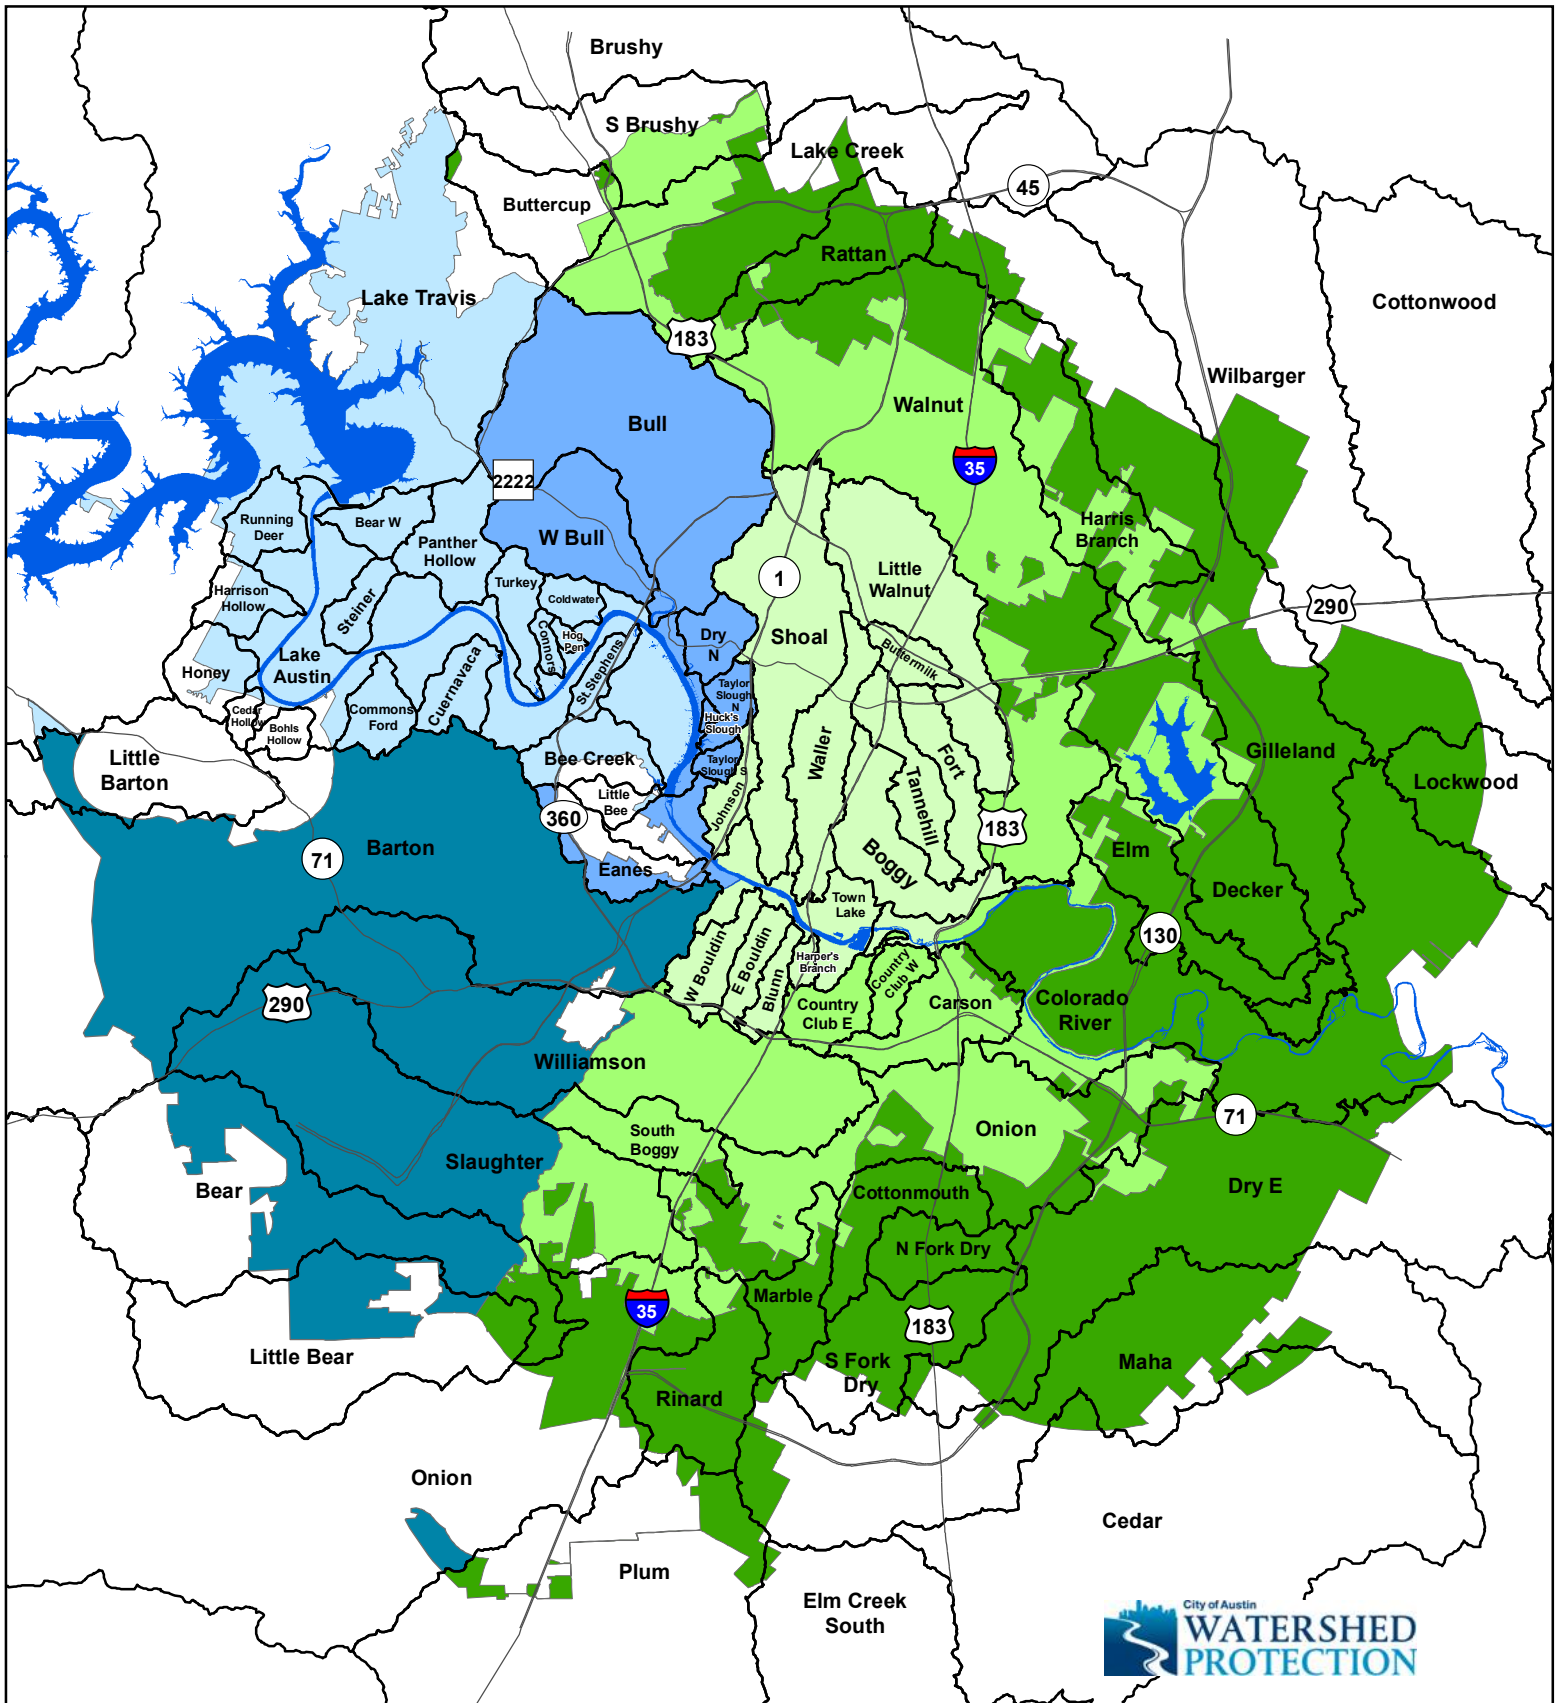 Brushy
S Brushy
Lake Creek
45
Buttercup
Rattan
Lake Travis
Cottonwood
183
Wilbarger
Walnut
Bull
35
2222
Running
Deer
Bear W
Harris
Branch
W Bull
Panther
Hollow
Little
Walnut
1
Turkey
Harrison
Hollow
Steiner
Coldwater
290
Connors
Hog
Pen
Dry
N
Shoal
Lake
Austin
Honey
St.Stephens
Buttermilk
Cuernavaca
Taylor
Slough
N
Cedar
Hollow
Bohls
Hollow
Commons
Ford
Huck's
Slough
Waller
Fort
Gilleland
Little
Barton
Bee Creek
Taylor
Slough S
Lockwood
Little
Bee
Johnson
Tannehill
360
183
71
Barton
Elm
Eanes
Boggy
Decker
Town
Lake
130
W Bouldin
E Bouldin
Blunn
Harper's
Branch
Country
Club W
290
Country
Club E
Carson
Colorado
River
Williamson
71
South
Boggy
Onion
Slaughter
Bear
Cottonmouth
Dry E
N Fork Dry
Marble
35
183
Little Bear
S Fork
Dry
Maha
Rinard
Onion
Cedar
Plum
Elm Creek
South
City of Austin
WATERSHED
PROTECTION